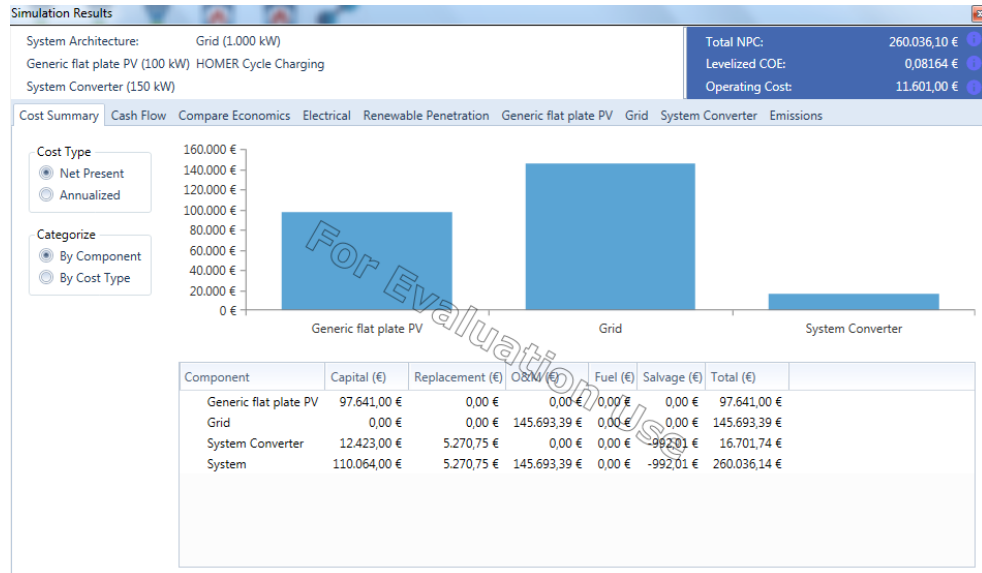 Simulation Results
System Architecture: Grid (1.000 kW)
Generic flat plate PV (100 kW) HOMER Cycle Charging
System Converter (150 kW)
Total NPC: 260.036,10 €
Levelized COE: 0,08164 €
Operating Cost: 11.601,00 €
Cost Summary Cash Flow Compare Economics Electrical Renewable Penetration Generic flat plate PV Grid System Converter Emissions
Cost Type
Net Present
Annualized
Categorize
By Component
By Cost Type
160.000 €
140.000 €
120.000 €
100.000 €
80.000 €
60.000 €
40.000 €
20.000 €
0 €
Generic flat plate PV Grid System Converter
For Evaluation Use
Component Capital (€) Replacement (€) O&M (€) Fuel (€) Salvage (€) Total (€)
Generic flat plate PV 97.641,00 € 0,00 € 0,00 € 0,00 € 0,00 € 97.641,00 €
Grid 0,00 € 0,00 € 145.693,39 € 0,00 € 0,00 € 145.693,39 €
System Converter 12.423,00 € 5.270,75 € 0,00 € 0,00 € -992,01 € 16.701,74 €
System 110.064,00 € 5.270,75 € 145.693,39 € 0,00 € -992,01 € 260.036,14 €